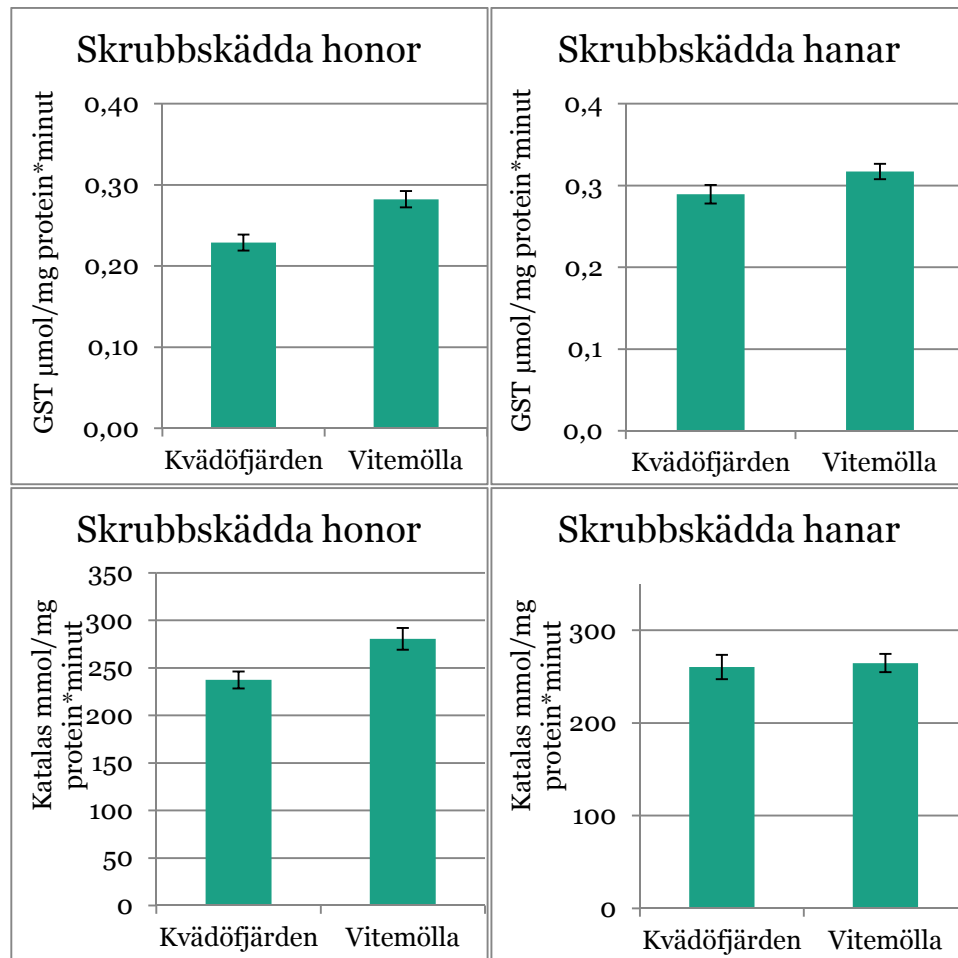 Skrubbskädda honor
GST µmol/mg protein*minut
0,40
0,30
0,20
0,10
0,00
Kvädöfjärden Vitemölla
Skrubbskädda hanar
GST µmol/mg protein*minut
0,4
0,3
0,2
0,1
0,0
Kvädöfjärden Vitemölla
Skrubbskädda honor
Katalas mmol/mg
protein*minut
350
300
250
200
150
100
50
0
Kvädöfjärden Vitemölla
Skrubbskädda hanar
Katalas mmol/mg
protein*minut
300
200
100
0
Kvädöfjärden Vitemölla